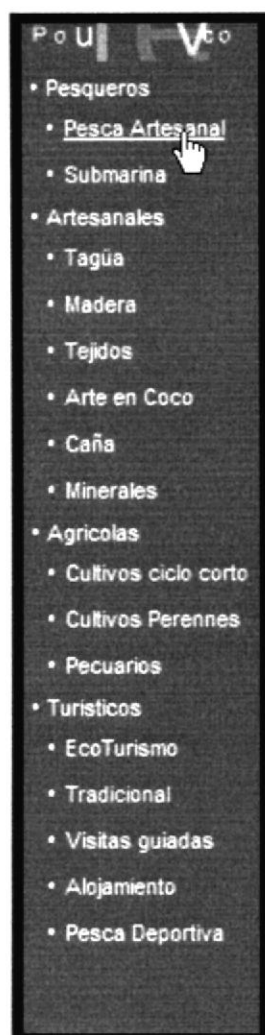 • Pesqueros
• Pesca Artesanal
• Submarina
• Artesanales
• Tagüa
• Madera
• Tejidos
• Arte en Coco
• Caña
• Minerales
• Agricolas
• Cultivos ciclo corto
• Cultivos Perennes
• Pecuarios
• Turisticos
• EcoTurismo
• Tradicional
• Visitas guiadas
• Alojamiento
• Pesca Deportiva